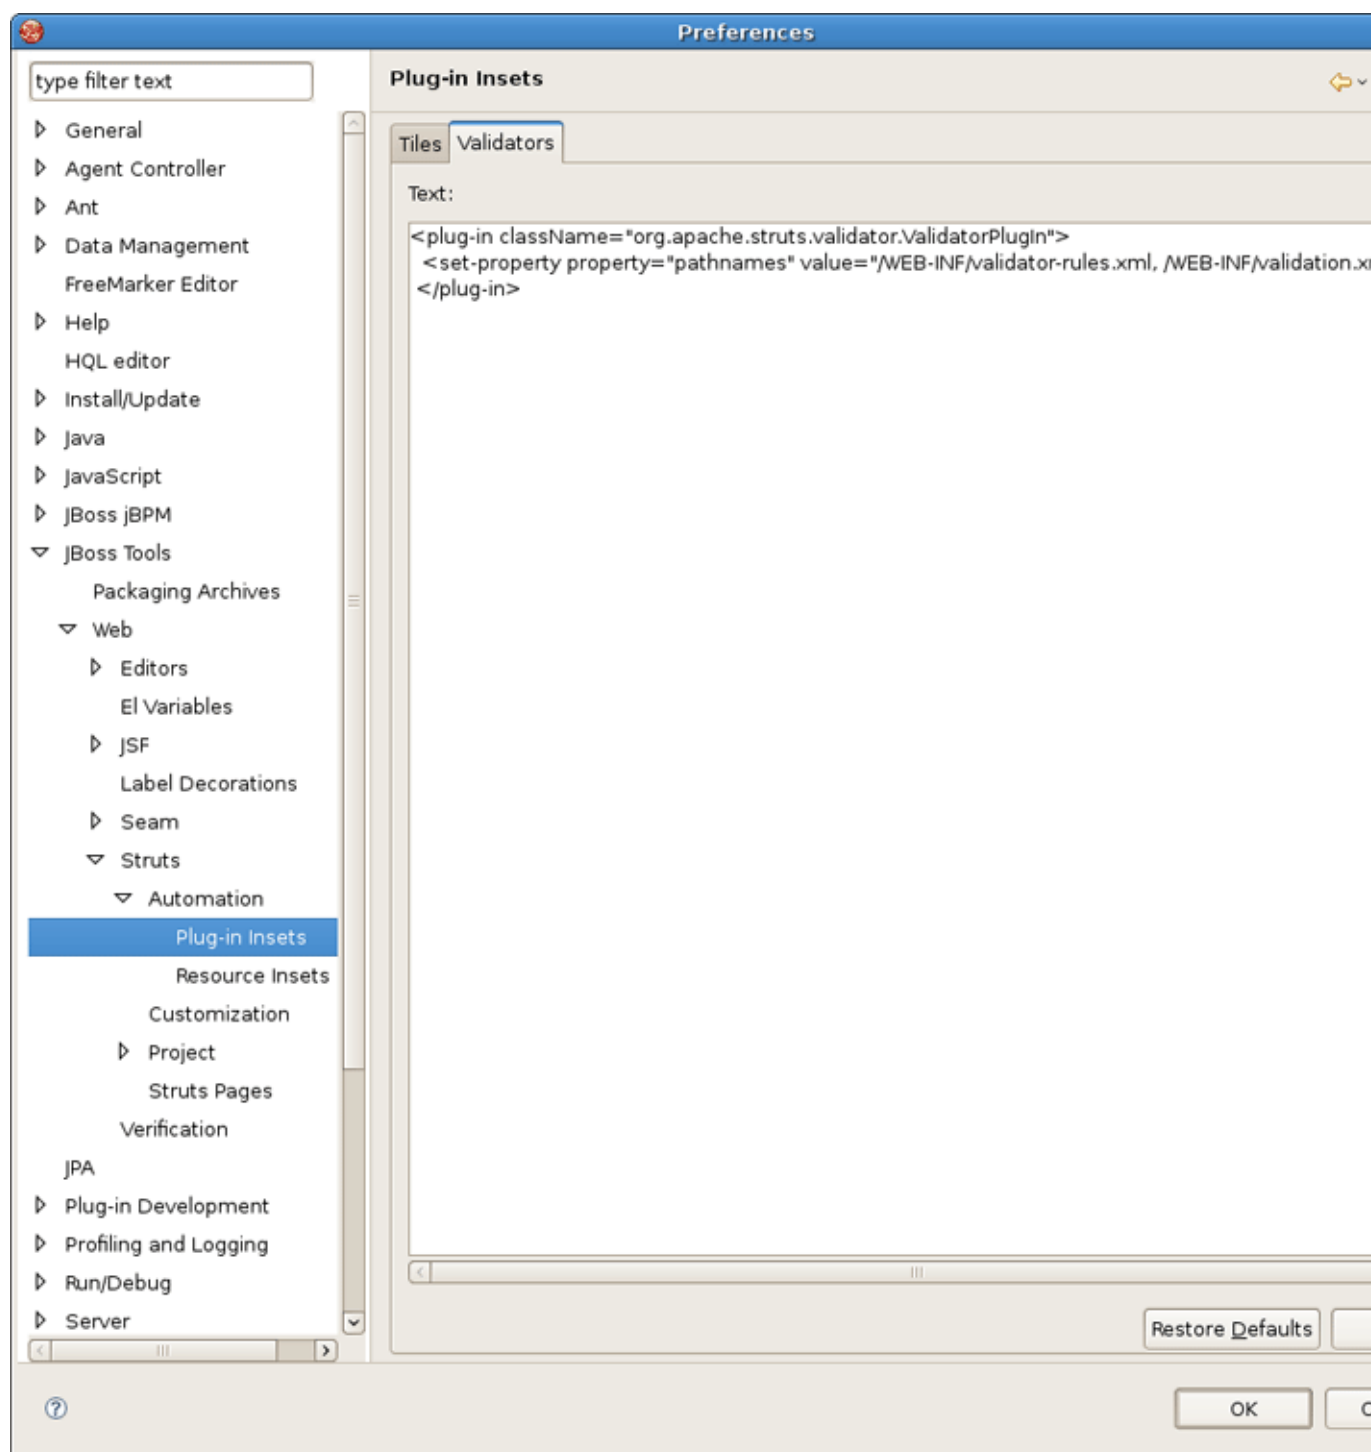 Preferences
type filter text
General
Agent Controller
Ant
Data Management
FreeMarker Editor
Help
HQL editor
Install/Update
Java
JavaScript
JBoss jBPM
JBoss Tools
Packaging Archives
Web
Editors
El Variables
JSF
Label Decorations
Seam
Struts
Automation
Plug-in Insets
Resource Insets
Customization
Project
Struts Pages
Verification
JPA
Plug-in Development
Profiling and Logging
Run/Debug
Server
Plug-in Insets
Tiles Validators
Text:
<plug-in className="org.apache.struts.validator.ValidatorPlugIn">
<set-property property="pathnames" value="/WEB-INF/validator-rules.xml, /WEB-INF/validation.x
</plug-in>
Restore Defaults
OK